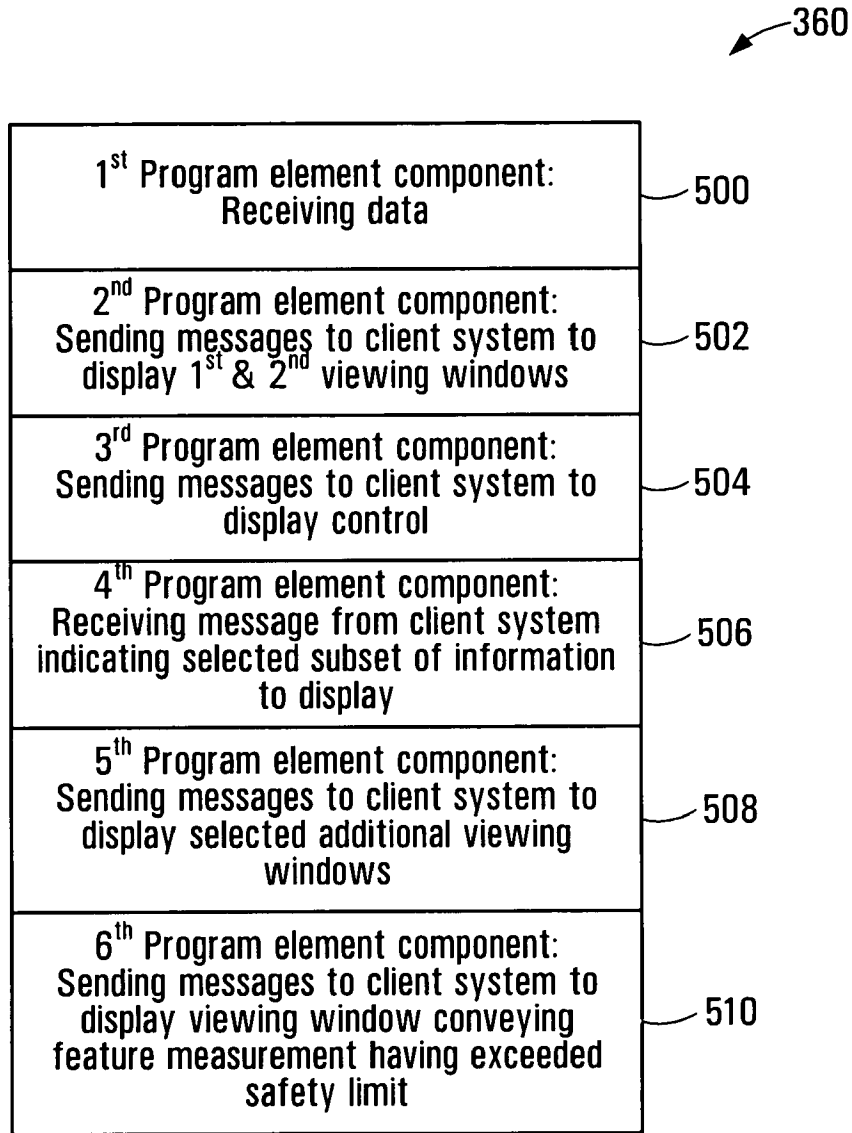 360
1st Program element component:
Receiving data
500
2nd Program element component:
Sending messages to client system to
display 1st & 2nd viewing windows
502
3rd Program element component:
Sending messages to client system to
display control
504
4th Program element component:
Receiving message from client system
indicating selected subset of information
to display
506
5th Program element component:
Sending messages to client system to
display selected additional viewing
windows
508
6th Program element component:
Sending messages to client system to
display viewing window conveying
feature measurement having exceeded
safety limit
510